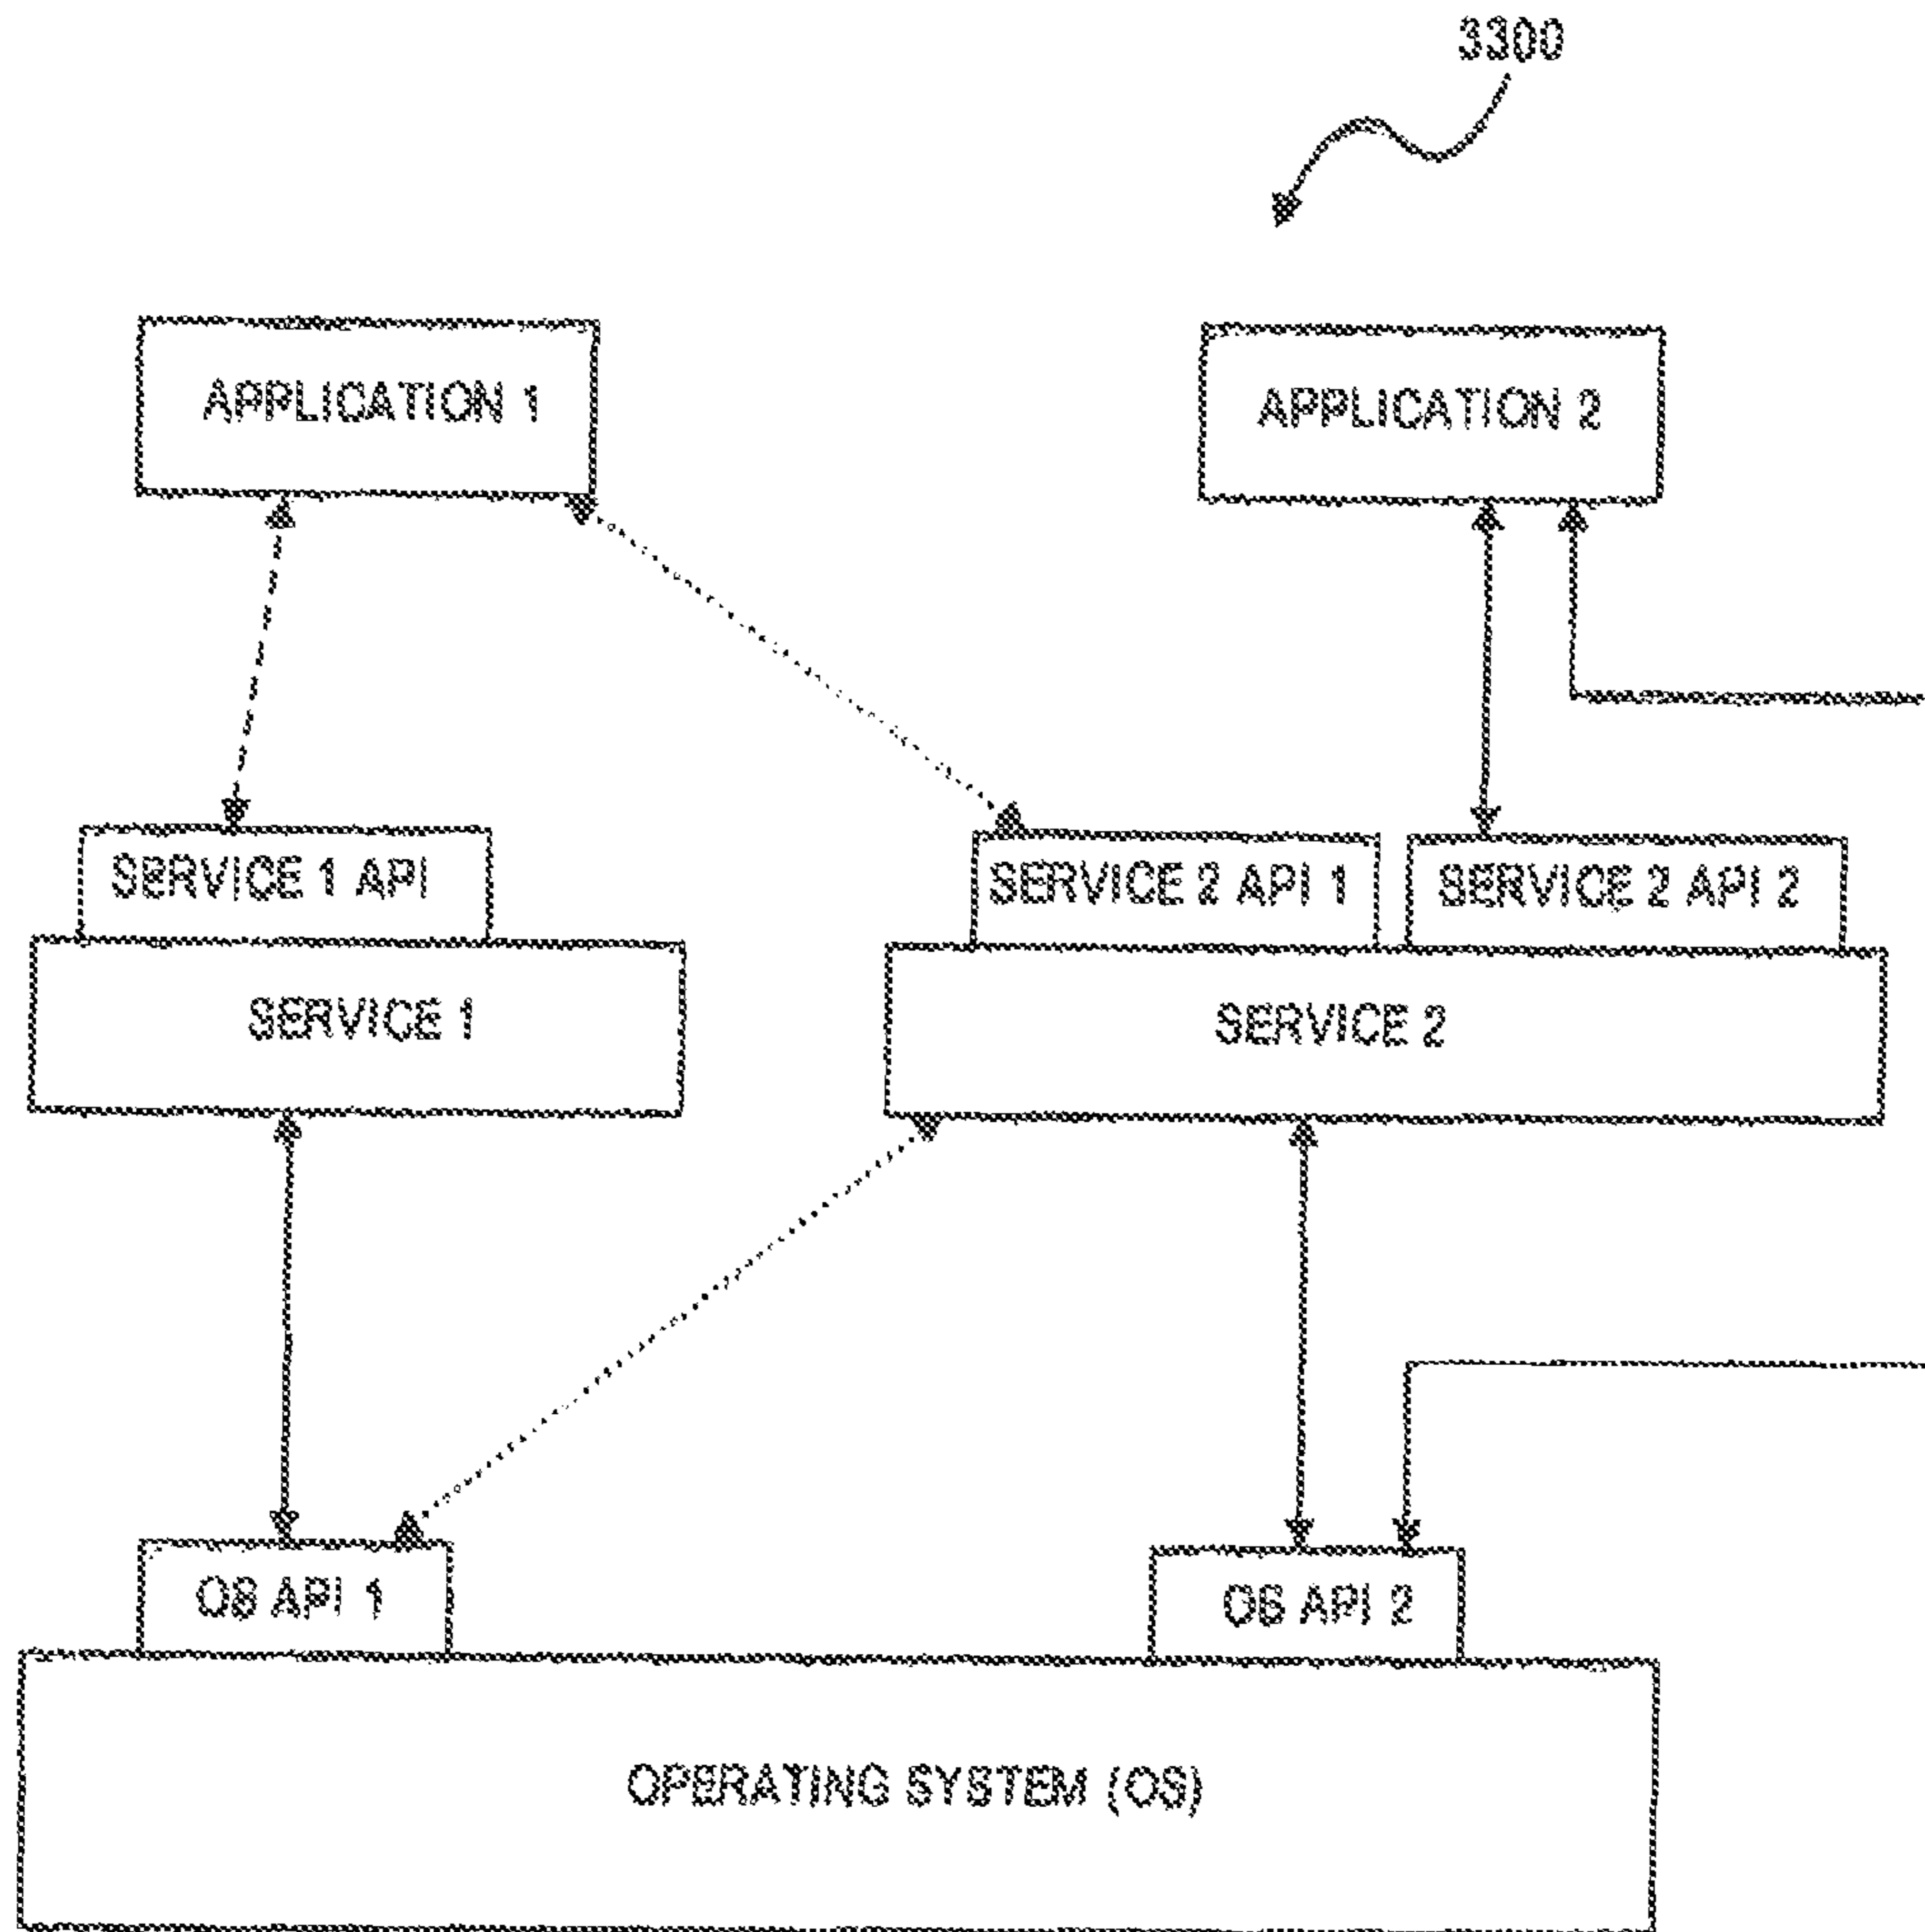 3300
APPLICATION 1
APPLICATION 2
SERVICE 1 API
SERVICE 2 API 1
SERVICE 2 API 2
SERVICE 1
SERVICE 2
OS API 1
OS API 2
OPERATING SYSTEM (OS)